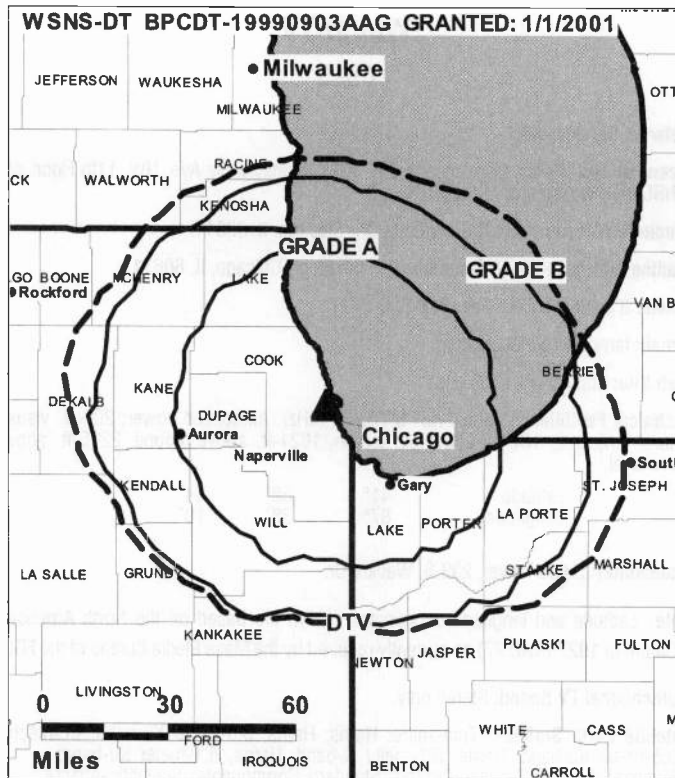 WSNS-DT BPCDT-19990903AAG GRANTED: 1/1/2001
Milwaukee
JEFFERSON
WAUKESHA
MILWAUKEE
OTT
RACINE
CK
WALWORTH
KENOSHA
GRADE A
GRADE B
GO BOONE
MCHENRY
LAKE
Rockford
VAN B
COOK
BERRIE
KANE
DEKALB
DUPAGE
Chicago
Aurora
Naperville
South
Gary
KENDALL
ST. JOSEPH
LA PORTE
WILL
LAKE
PORTER
LA SALLE
GRUNDY
STARKE
MARSHALL
DTV
KANKAKEE
PULASKI
FULTON
JASPER
NEWTON
LIVINGSTON
0 30 60
WHITE
CASS
M
FORD
Miles
IROQUOIS
BENTON
CARROLL